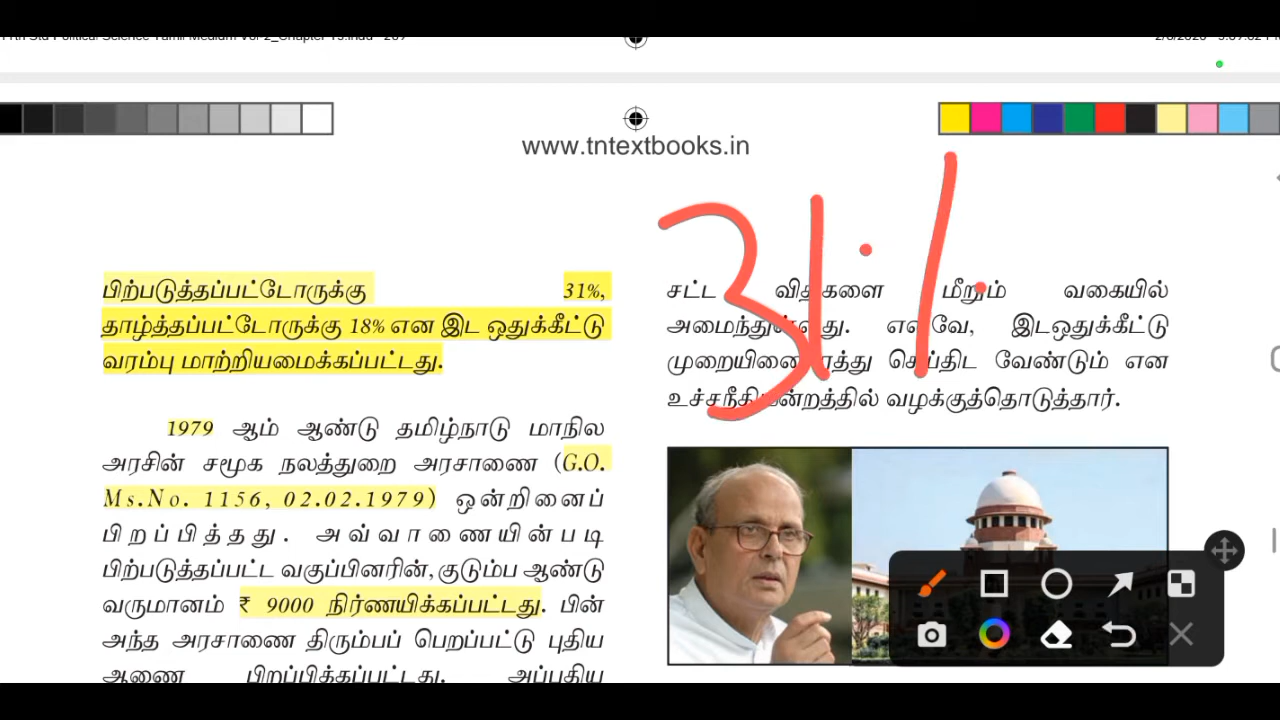 www.tntextbooks.in
31%
பிற்படுத்தப்பட்டோருக்கு 31%,
தாழ்த்தப்பட்டோருக்கு 18% என இட ஒதுக்கீட்டு
வரம்பு மாற்றியமைக்கப்பட்டது.
1979 ஆம் ஆண்டு தமிழ்நாடு மாநில
அரசின் சமூக நலத்துறை அரசாணை (G.O.
Ms.No. 1156, 02.02.1979) ஒன்றினைப்
பிறப்பித்தது. அவ்வாணையின்படி
பிற்படுத்தப்பட்ட வகுப்பினரின், குடும்ப ஆண்டு
வருமானம் ₹ 9000 நிர்ணயிக்கப்பட்டது. பின்
அந்த அரசாணை திரும்பப் பெறப்பட்டு புதிய
ஆணை பிறப்பிக்கப்பட்டது. அப்புதிய
சட்ட விதிகளை மீறும் வகையில்
அமைந்துள்ளது. எனவே, இடஒதுக்கீட்டு
செய்திட வேண்டும் என
உச்சநீதிமன்றத்தில் வழக்குத்தொடுத்தார்.